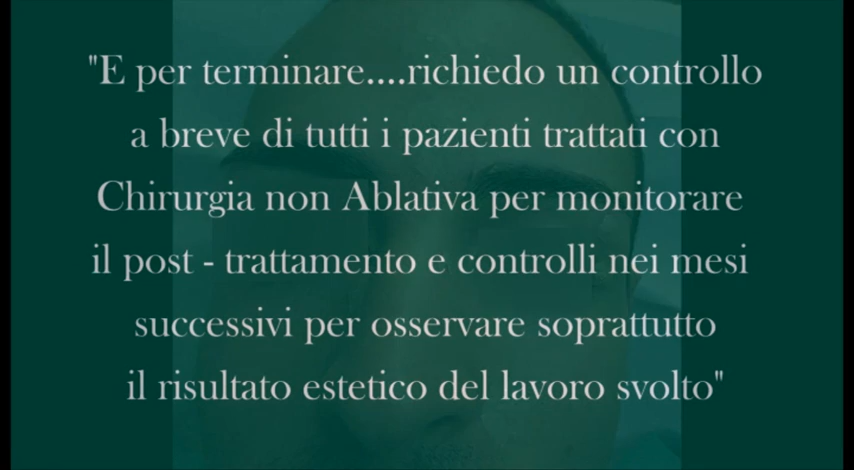 "E per terminare....richiedo un controllo
a breve di tutti i pazienti trattati con
Chirurgia non Ablativa per monitorare
il post - trattamento e controlli nei mesi
successivi per osservare soprattutto
il risultato estetico del lavoro svolto"